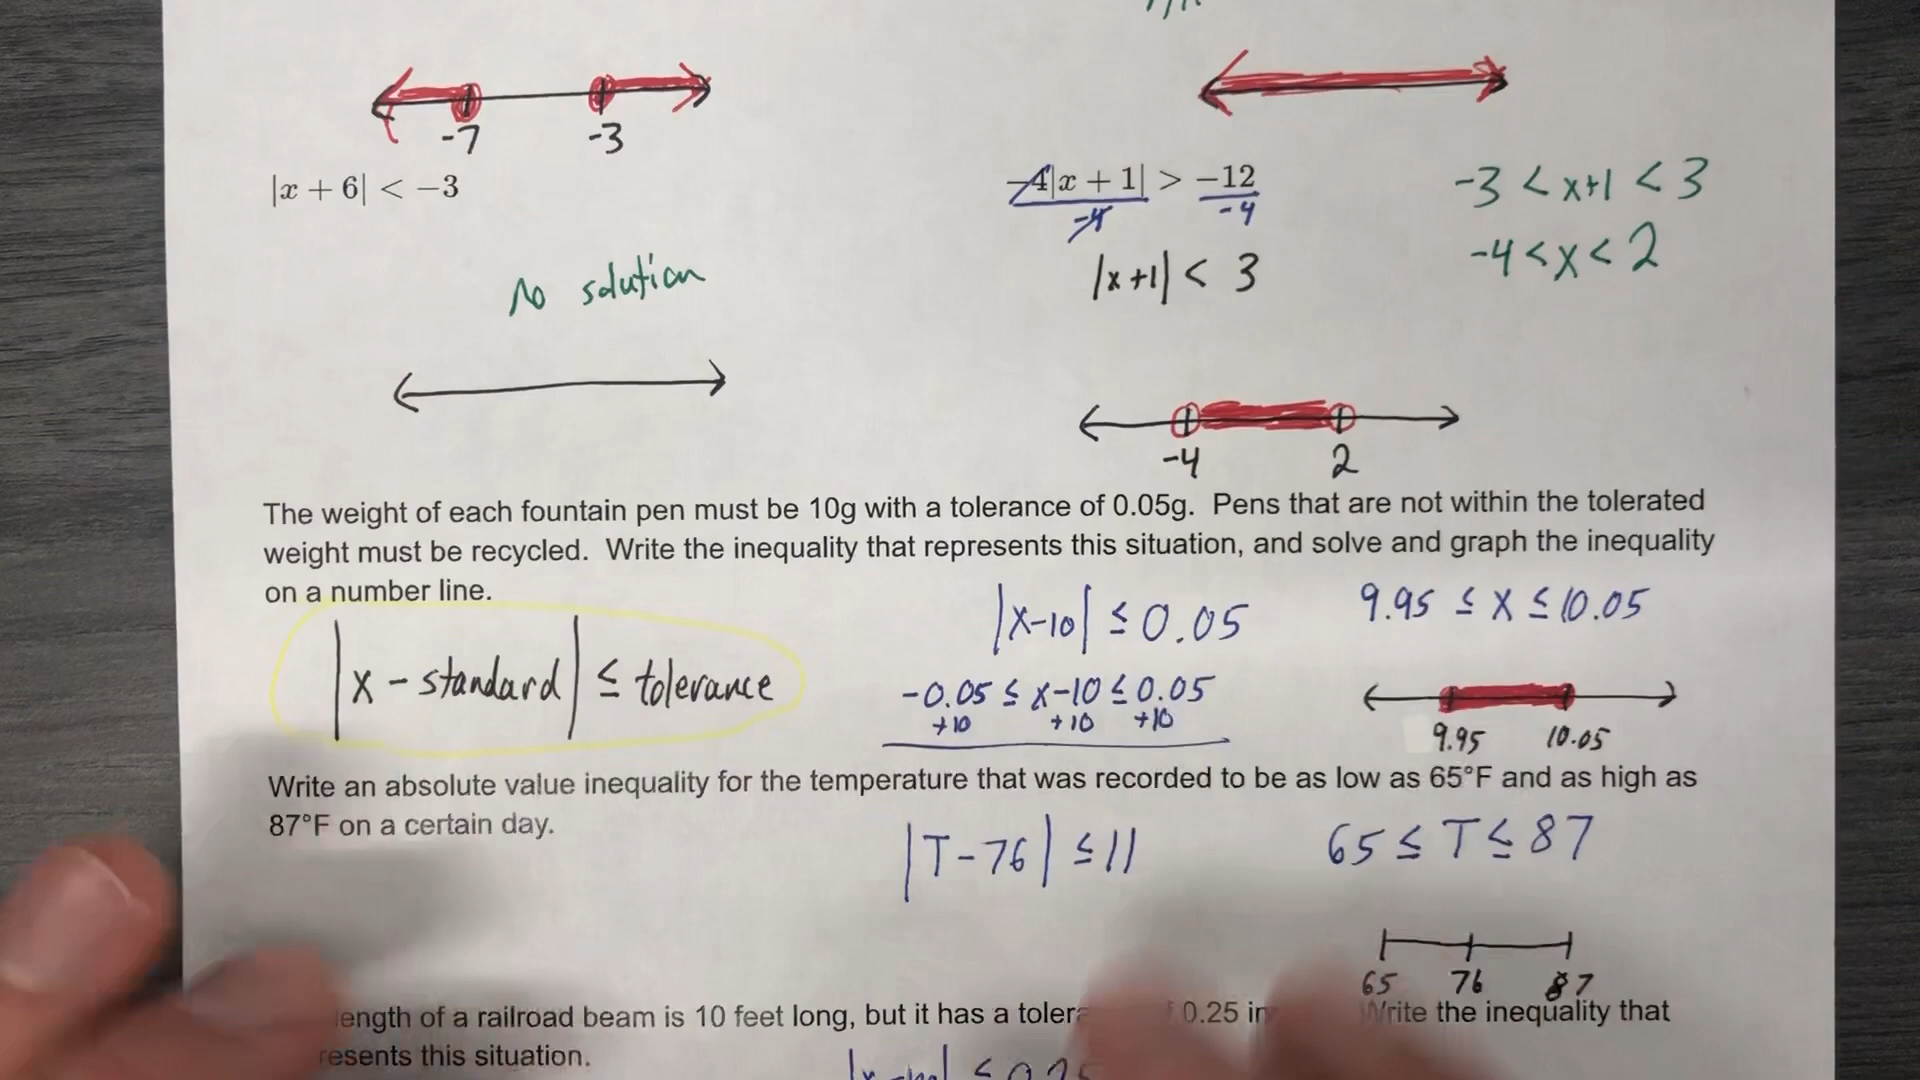 -7 -3
|x + 6| < −3
No solution
−4|x + 1| > −12
-4 -4
|x+1| < 3
-3 < x+1 < 3
-4 < x < 2
-4 2
The weight of each fountain pen must be 10g with a tolerance of 0.05g. Pens that are not within the tolerated
weight must be recycled. Write the inequality that represents this situation, and solve and graph the inequality
on a number line.
|x - standard| ≤ tolerance
|x-10| ≤ 0.05
-0.05 ≤ x-10 ≤ 0.05
+10 +10 +10
9.95 ≤ x ≤ 10.05
9.95 10.05
Write an absolute value inequality for the temperature that was recorded to be as low as 65°F and as high as
87°F on a certain day.
|T-76| ≤ 11
65 ≤ T ≤ 87
65 76 87
length of a railroad beam is 10 feet long, but it has a 0.25 Write the inequality that
this situation.